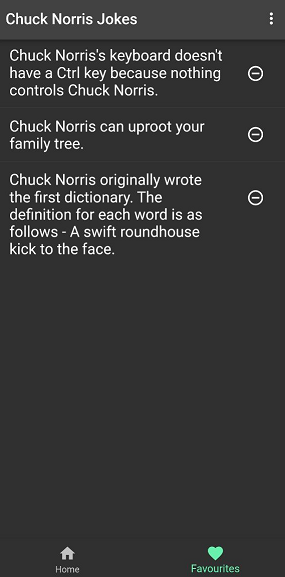 Chuck Norris Jokes
Chuck Norris's keyboard doesn't
have a Ctrl key because nothing
controls Chuck Norris.
Chuck Norris can uproot your
family tree.
Chuck Norris originally wrote
the first dictionary. The
definition for each word is as
follows - A swift roundhouse
kick to the face.
Home
Favourites